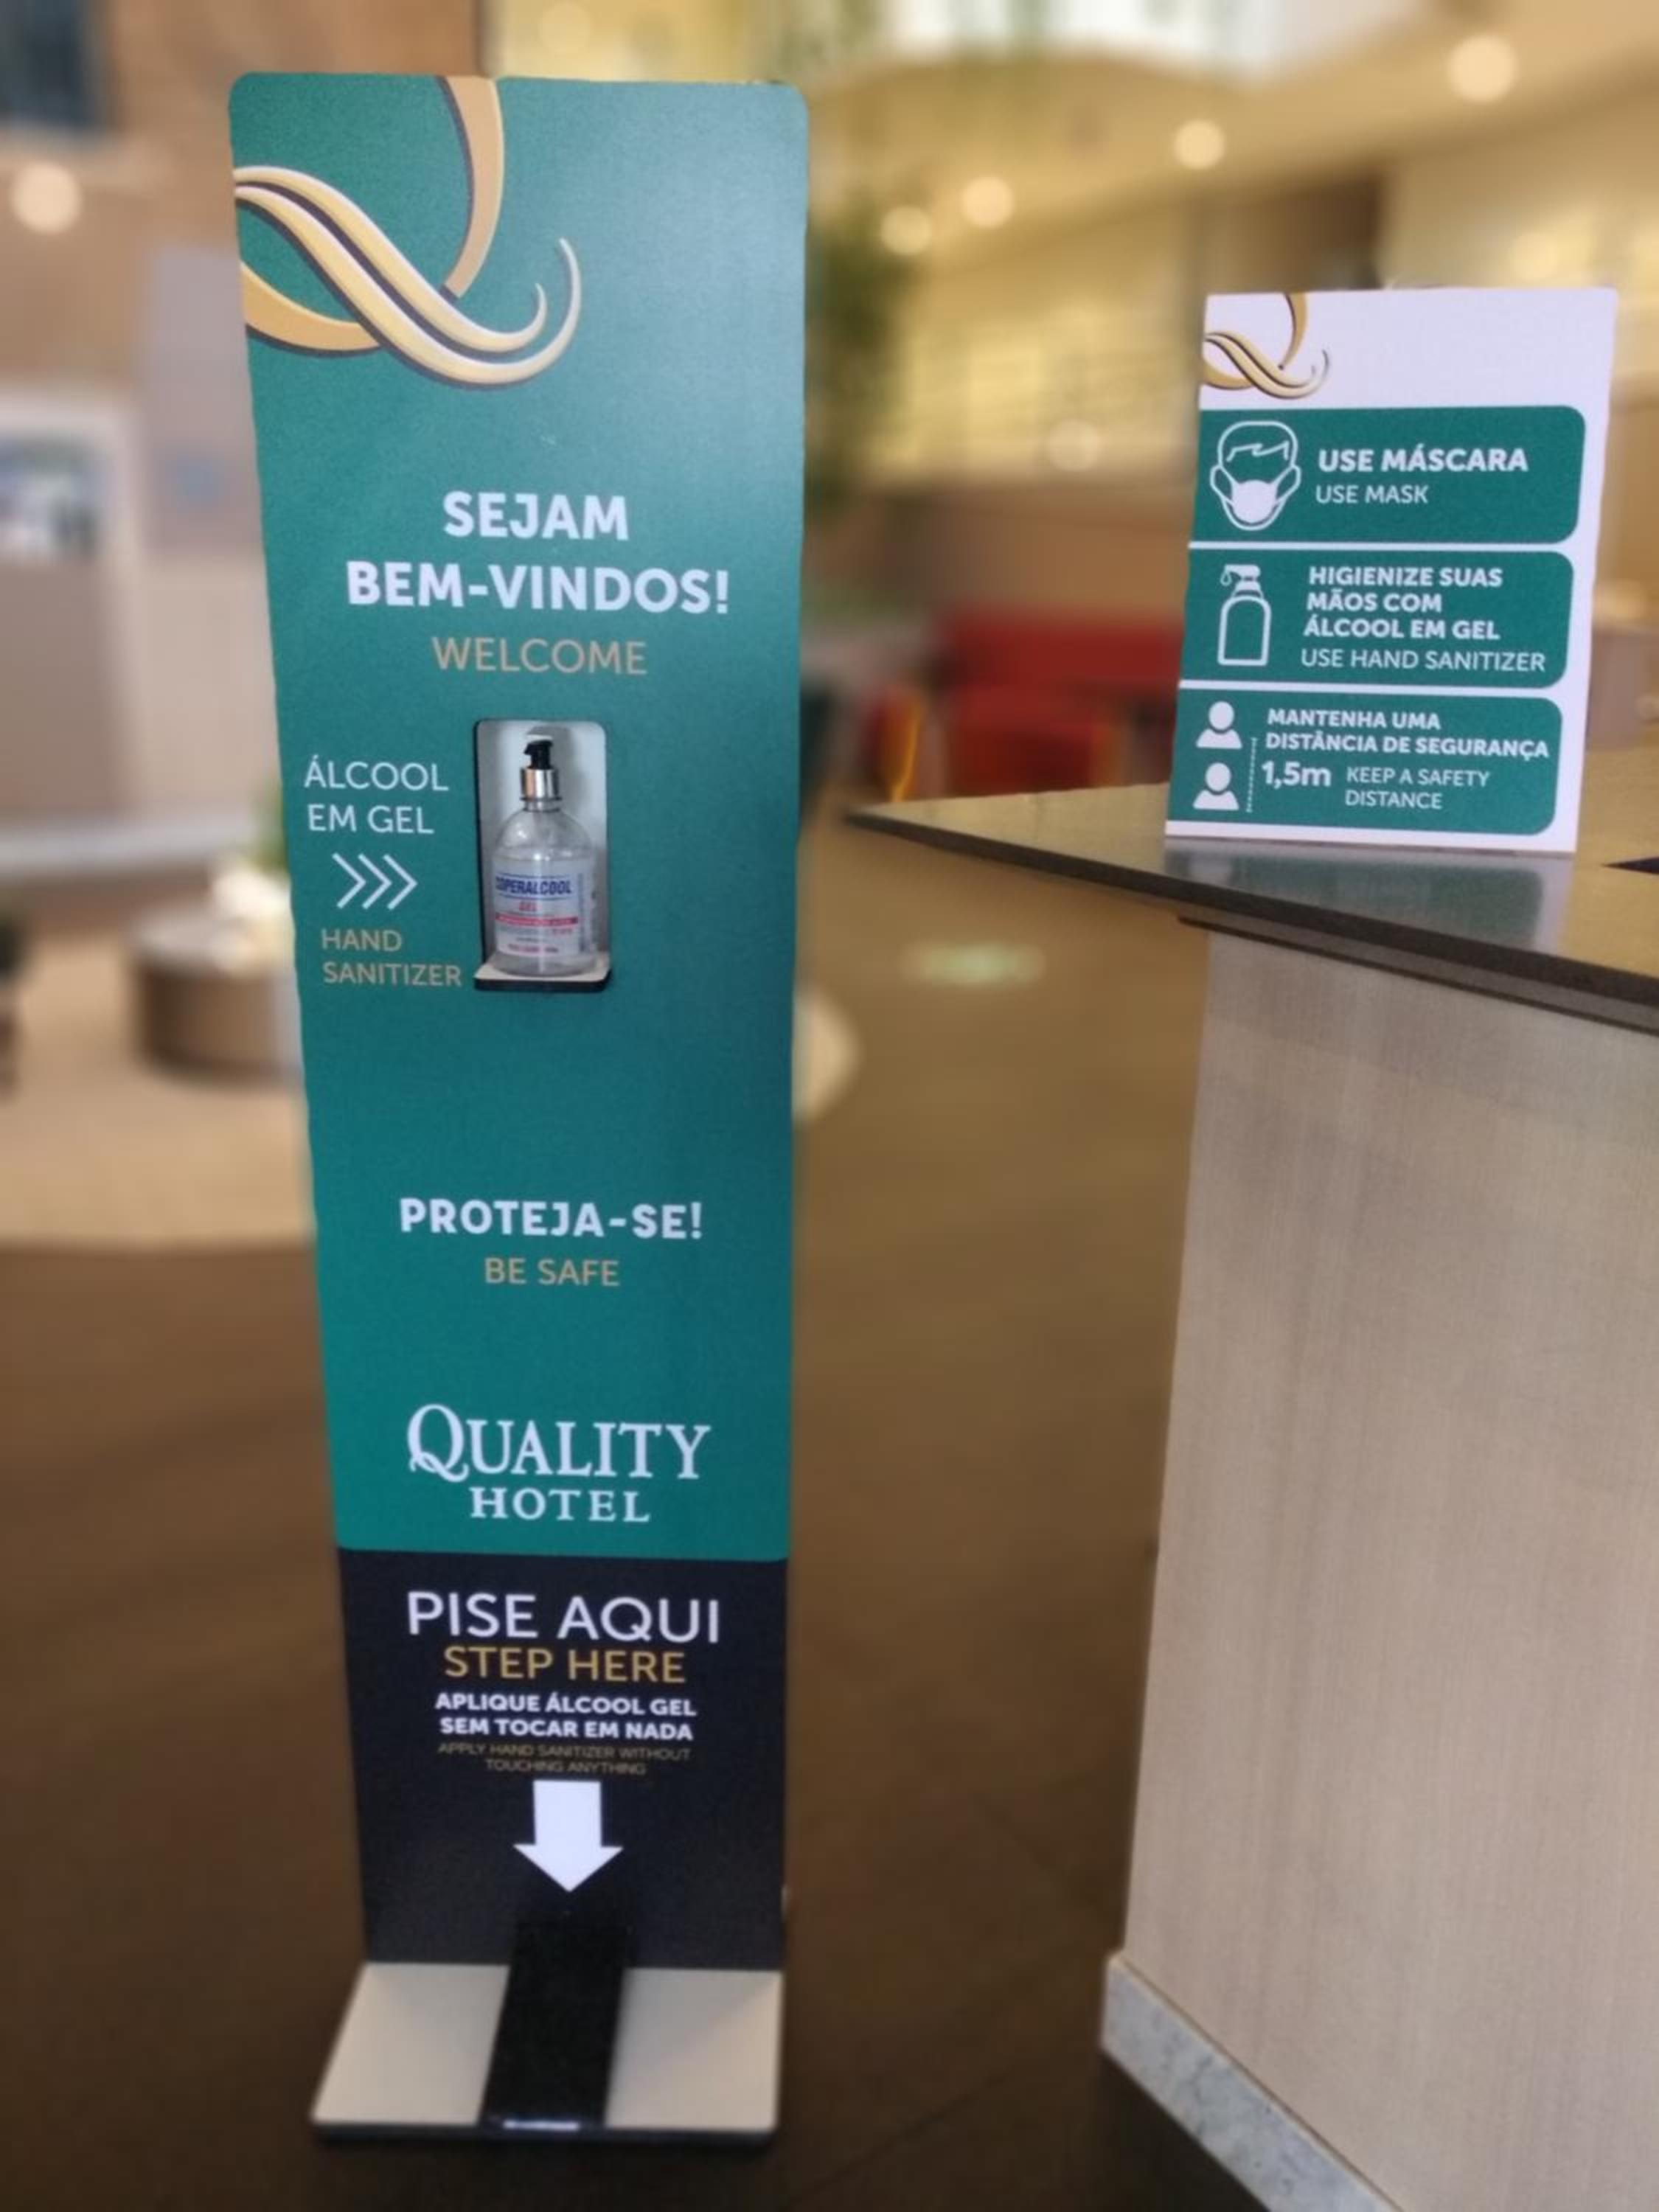 SEJAM
BEM-VINDOS!
WELCOME
ÁLCOOL
EM GEL
HAND
SANITIZER
COPERALCOOL
GEL
PROTEJA-SE!
BE SAFE
QUALITY
HOTEL
PISE AQUI
STEP HERE
APLIQUE ÁLCOOL GEL
SEM TOCAR EM NADA
APPLY HAND SANITIZER WITHOUT
TOUCHING ANYTHING
USE MÁSCARA
USE MASK
HIGIENIZE SUAS
MÃOS COM
ÁLCOOL EM GEL
USE HAND SANITIZER
MANTENHA UMA
DISTÂNCIA DE SEGURANÇA
1,5m KEEP A SAFETY
DISTANCE